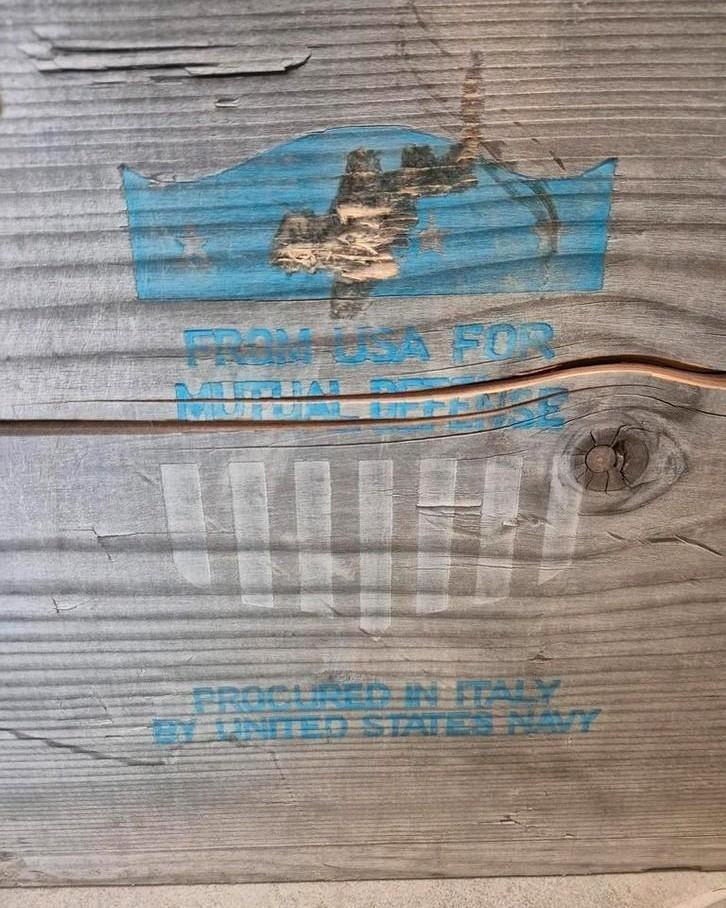 FROM USA FOR
MUTUAL DEFENSE
PROCURED IN ITALY
BY UNITED STATES NAVY